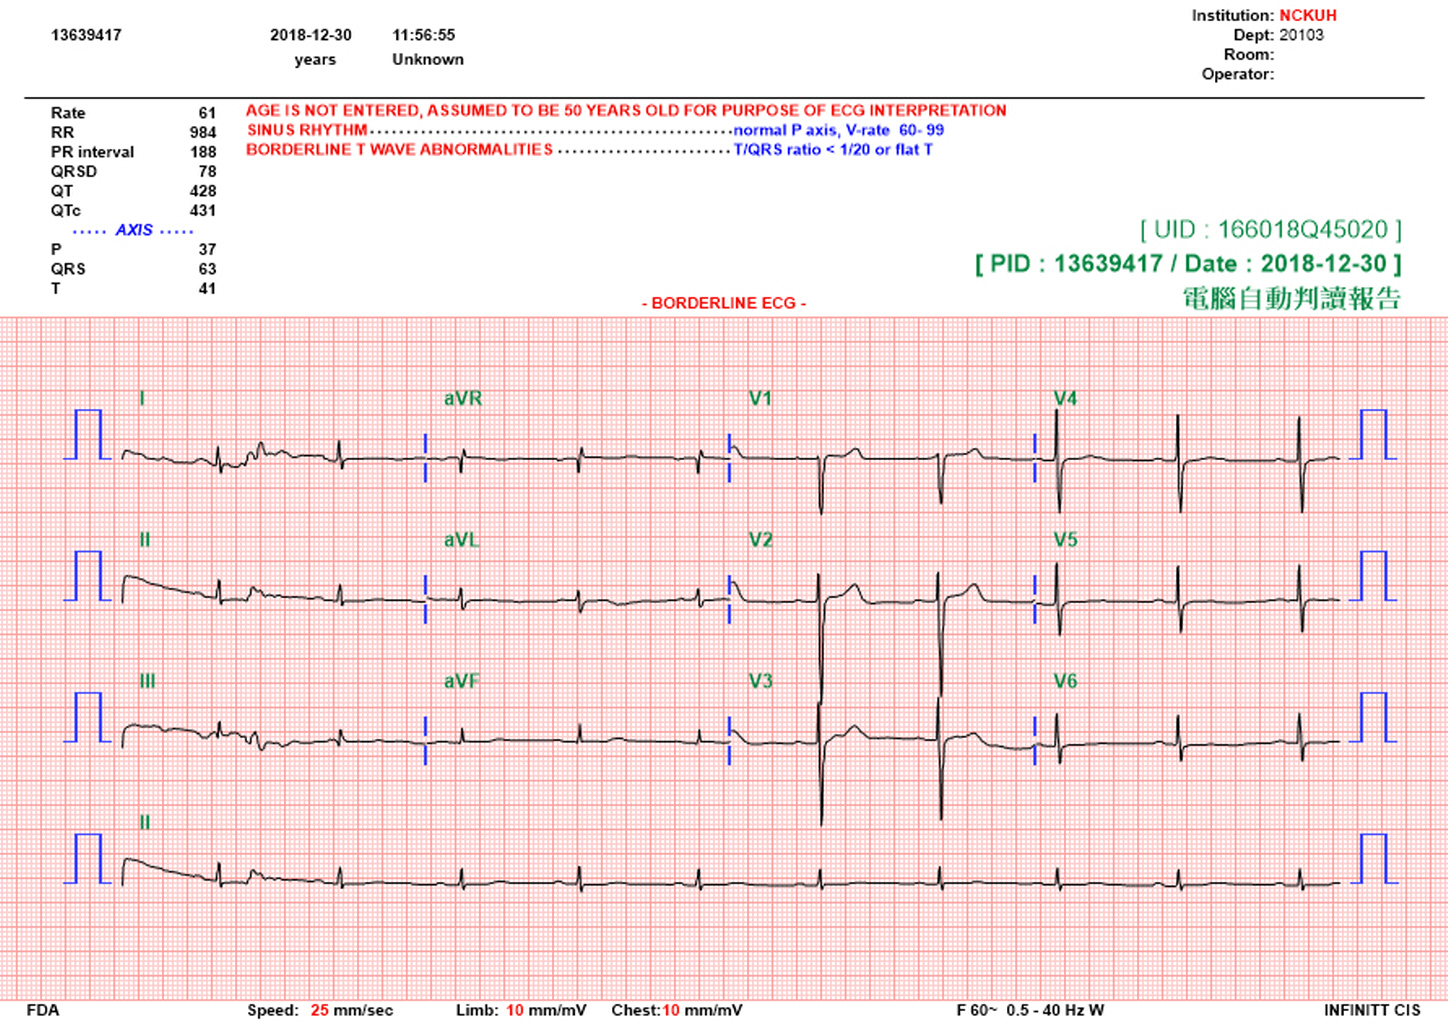 Institution: NCKUH
13639417 2018-12-30 11:56:55 Dept: 20103
Room:
years Unknown
Operator:
Rate 61 AGE IS NOT ENTERED, ASSUMED TO BE 50 YEARS OLD FOR PURPOSE OF ECG INTERPRETATION
RR 984 SINUS RHYTHM normal P axis, V-rate 60- 99
PR interval 188 BORDERLINE T WAVE ABNORMALITIES T/QRS ratio < 1/20 or flat T
QRSD 78
QT 428
QTc 431
AXIS
[ UID : 166018Q45020 ]
P 37
[ PID : 13639417 / Date : 2018-12-30 ]
QRS 63
T 41
電腦自動判讀報告
- BORDERLINE ECG -
I aVR V1 V4
II aVL V2 V5
III aVF V3 V6
II
FDA Speed: 25 mm/sec Limb: 10 mm/mV Chest:10 mm/mV F 60~ 0.5 - 40 Hz W INFINITT CIS